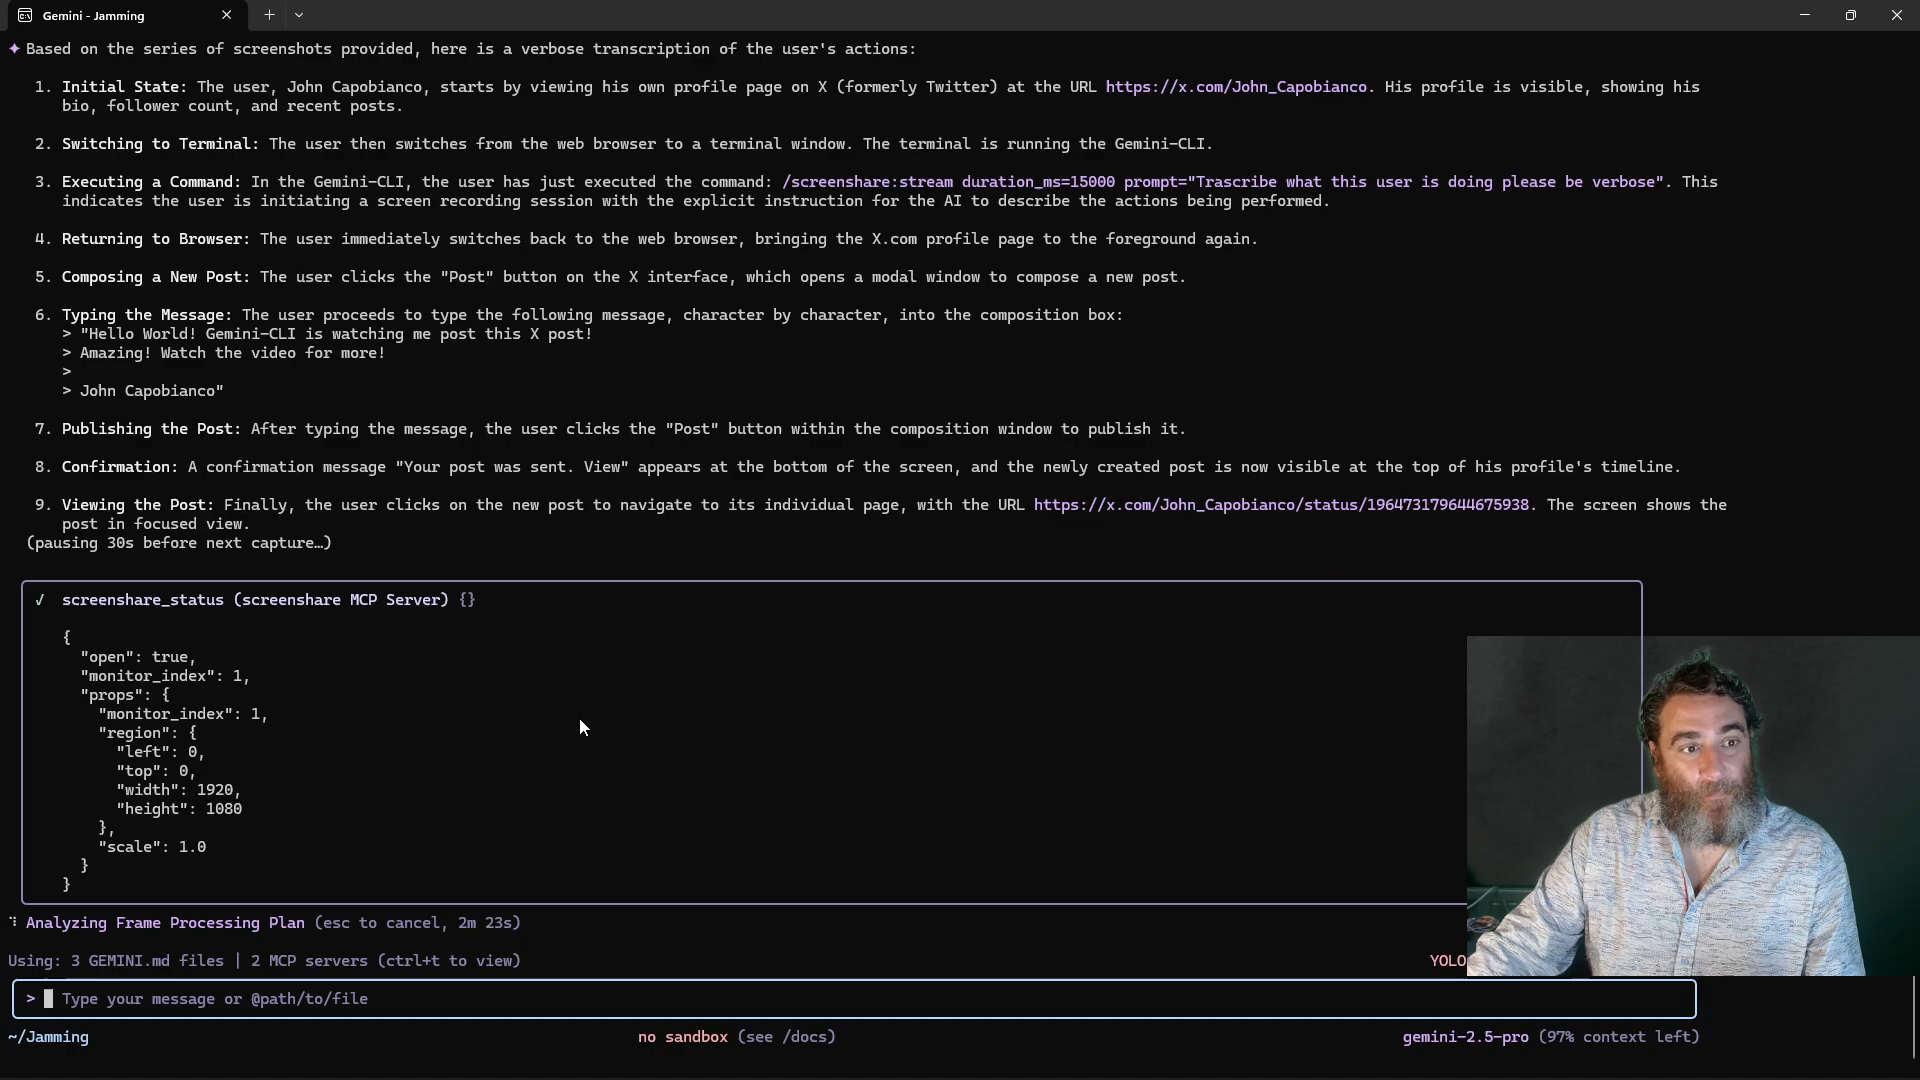 Gemini - Jamming
Based on the series of screenshots provided, here is a verbose transcription of the user's actions:
1. Initial State: The user, John Capobianco, starts by viewing his own profile page on X (formerly Twitter) at the URL https://x.com/John_Capobianco. His profile is visible, showing his
bio, follower count, and recent posts.
2. Switching to Terminal: The user then switches from the web browser to a terminal window. The terminal is running the Gemini-CLI.
3. Executing a Command: In the Gemini-CLI, the user has just executed the command: /screenshare:stream duration_ms=15000 prompt="Trascribe what this user is doing please be verbose". This
indicates the user is initiating a screen recording session with the explicit instruction for the AI to describe the actions being performed.
4. Returning to Browser: The user immediately switches back to the web browser, bringing the X.com profile page to the foreground again.
5. Composing a New Post: The user clicks the "Post" button on the X interface, which opens a modal window to compose a new post.
6. Typing the Message: The user proceeds to type the following message, character by character, into the composition box:
> "Hello World! Gemini-CLI is watching me post this X post!
> Amazing! Watch the video for more!
>
> John Capobianco"
7. Publishing the Post: After typing the message, the user clicks the "Post" button within the composition window to publish it.
8. Confirmation: A confirmation message "Your post was sent. View" appears at the bottom of the screen, and the newly created post is now visible at the top of his profile's timeline.
9. Viewing the Post: Finally, the user clicks on the new post to navigate to its individual page, with the URL https://x.com/John_Capobianco/status/1964731796446759​38. The screen shows the
post in focused view.
(pausing 30s before next capture…)
✓ screenshare_status (screenshare MCP Server) {}
{
"open": true,
"monitor_index": 1,
"props": {
"monitor_index": 1,
"region": {
"left": 0,
"top": 0,
"width": 1920,
"height": 1080
},
"scale": 1.0
}
}
Analyzing Frame Processing Plan (esc to cancel, 2m 23s)
Using: 3 GEMINI.md files | 2 MCP servers (ctrl+t to view)
YOLO
> Type your message or @path/to/file
~/Jamming
no sandbox (see /docs)
gemini-2.5-pro (97% context left)